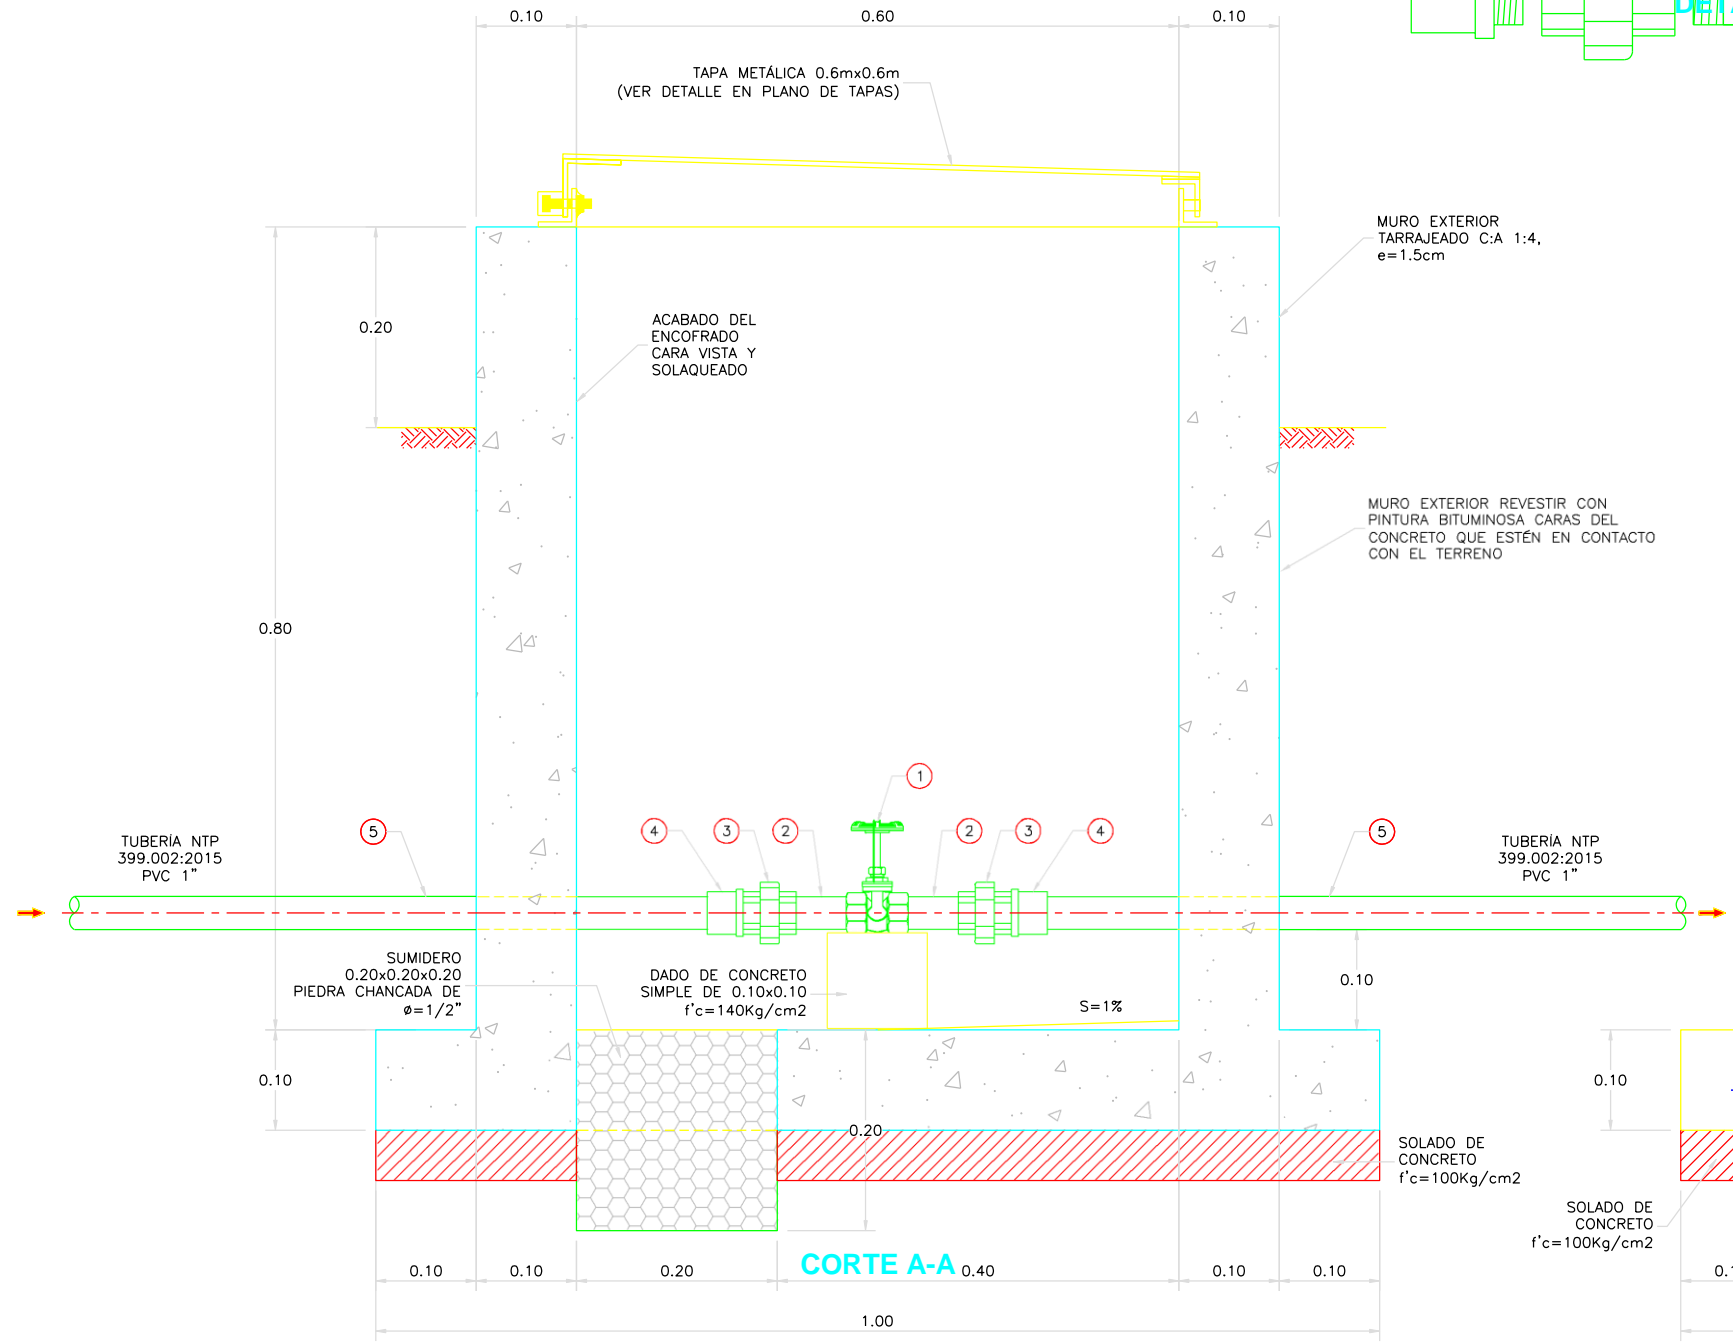 0.10
0.60
0.10
DETA
TAPA METÁLICA 0.6mx0.6m
(VER DETALLE EN PLANO DE TAPAS)
MURO EXTERIOR
TARRAJEADO C:A 1:4,
e=1.5cm
0.20
ACABADO DEL
ENCOFRADO
CARA VISTA Y
SOLAQUEADO
MURO EXTERIOR REVESTIR CON
PINTURA BITUMINOSA CARAS DEL
CONCRETO QUE ESTÉN EN CONTACTO
CON EL TERRENO
0.80
1
5
4
3
2
2
3
4
5
TUBERÍA NTP
399.002:2015
PVC 1"
TUBERÍA NTP
399.002:2015
PVC 1"
SUMIDERO
0.20x0.20x0.20
PIEDRA CHANCADA DE
ø=1/2"
DADO DE CONCRETO
SIMPLE DE 0.10x0.10
f'c=140Kg/cm2
S=1%
0.10
0.10
0.10
0.20
SOLADO DE
CONCRETO
f'c=100Kg/cm2
SOLADO DE
CONCRETO
f'c=100Kg/cm2
CORTE A-A
0.10
0.10
0.20
0.40
0.10
0.10
1.00